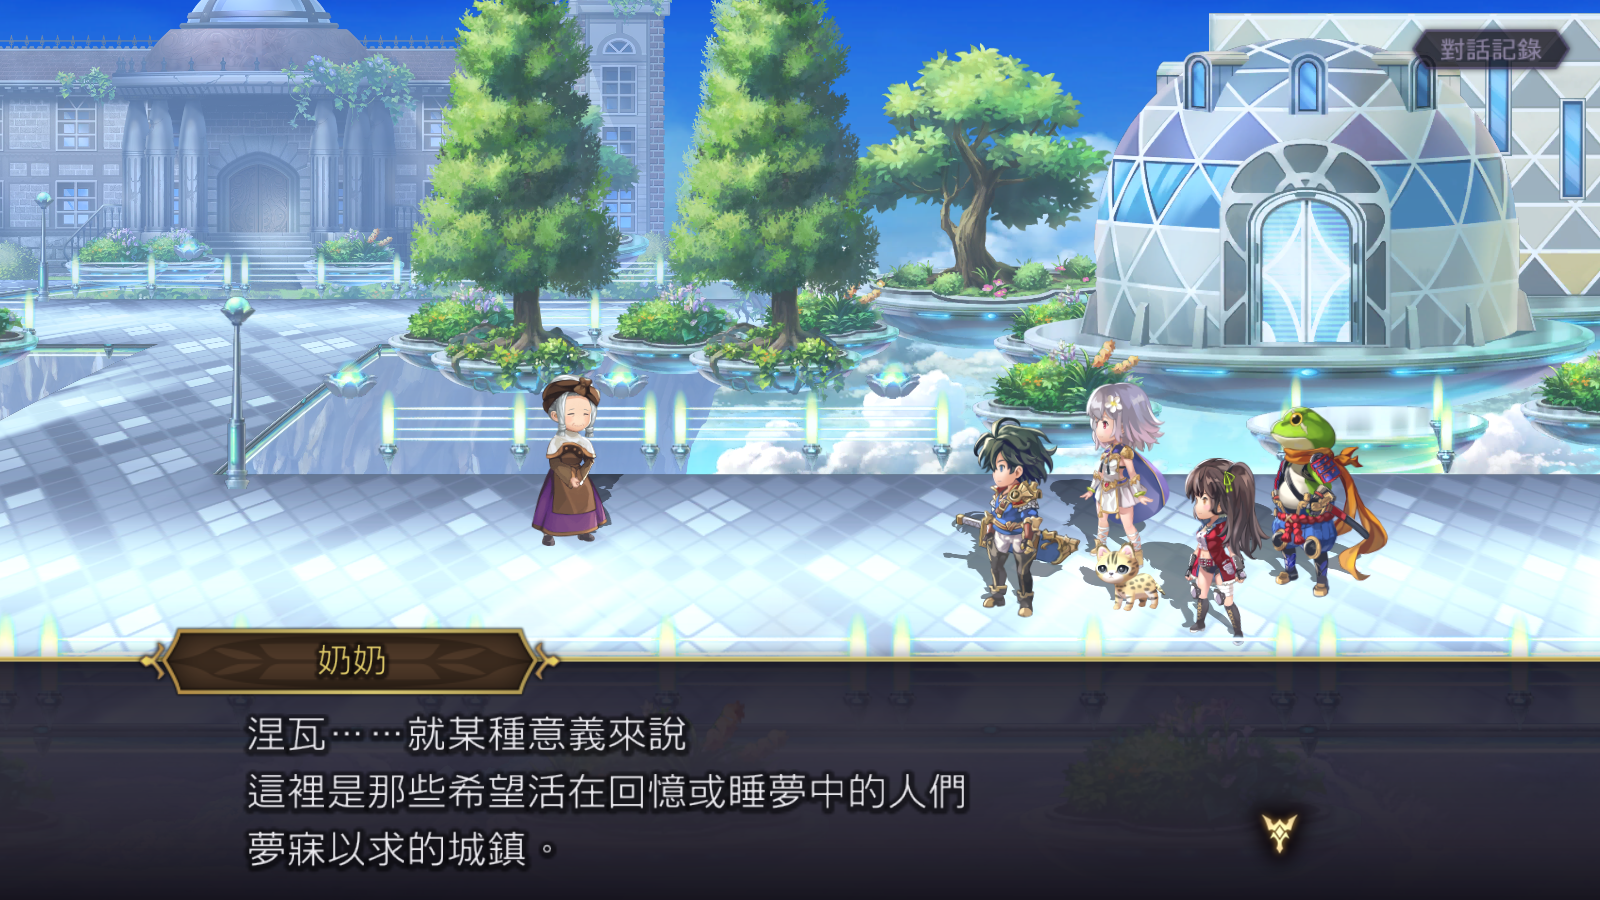 對話記錄
奶奶
涅瓦⋯⋯就某種意義來說
這裡是那些希望活在回憶或睡夢中的人們
夢寐以求的城鎮。